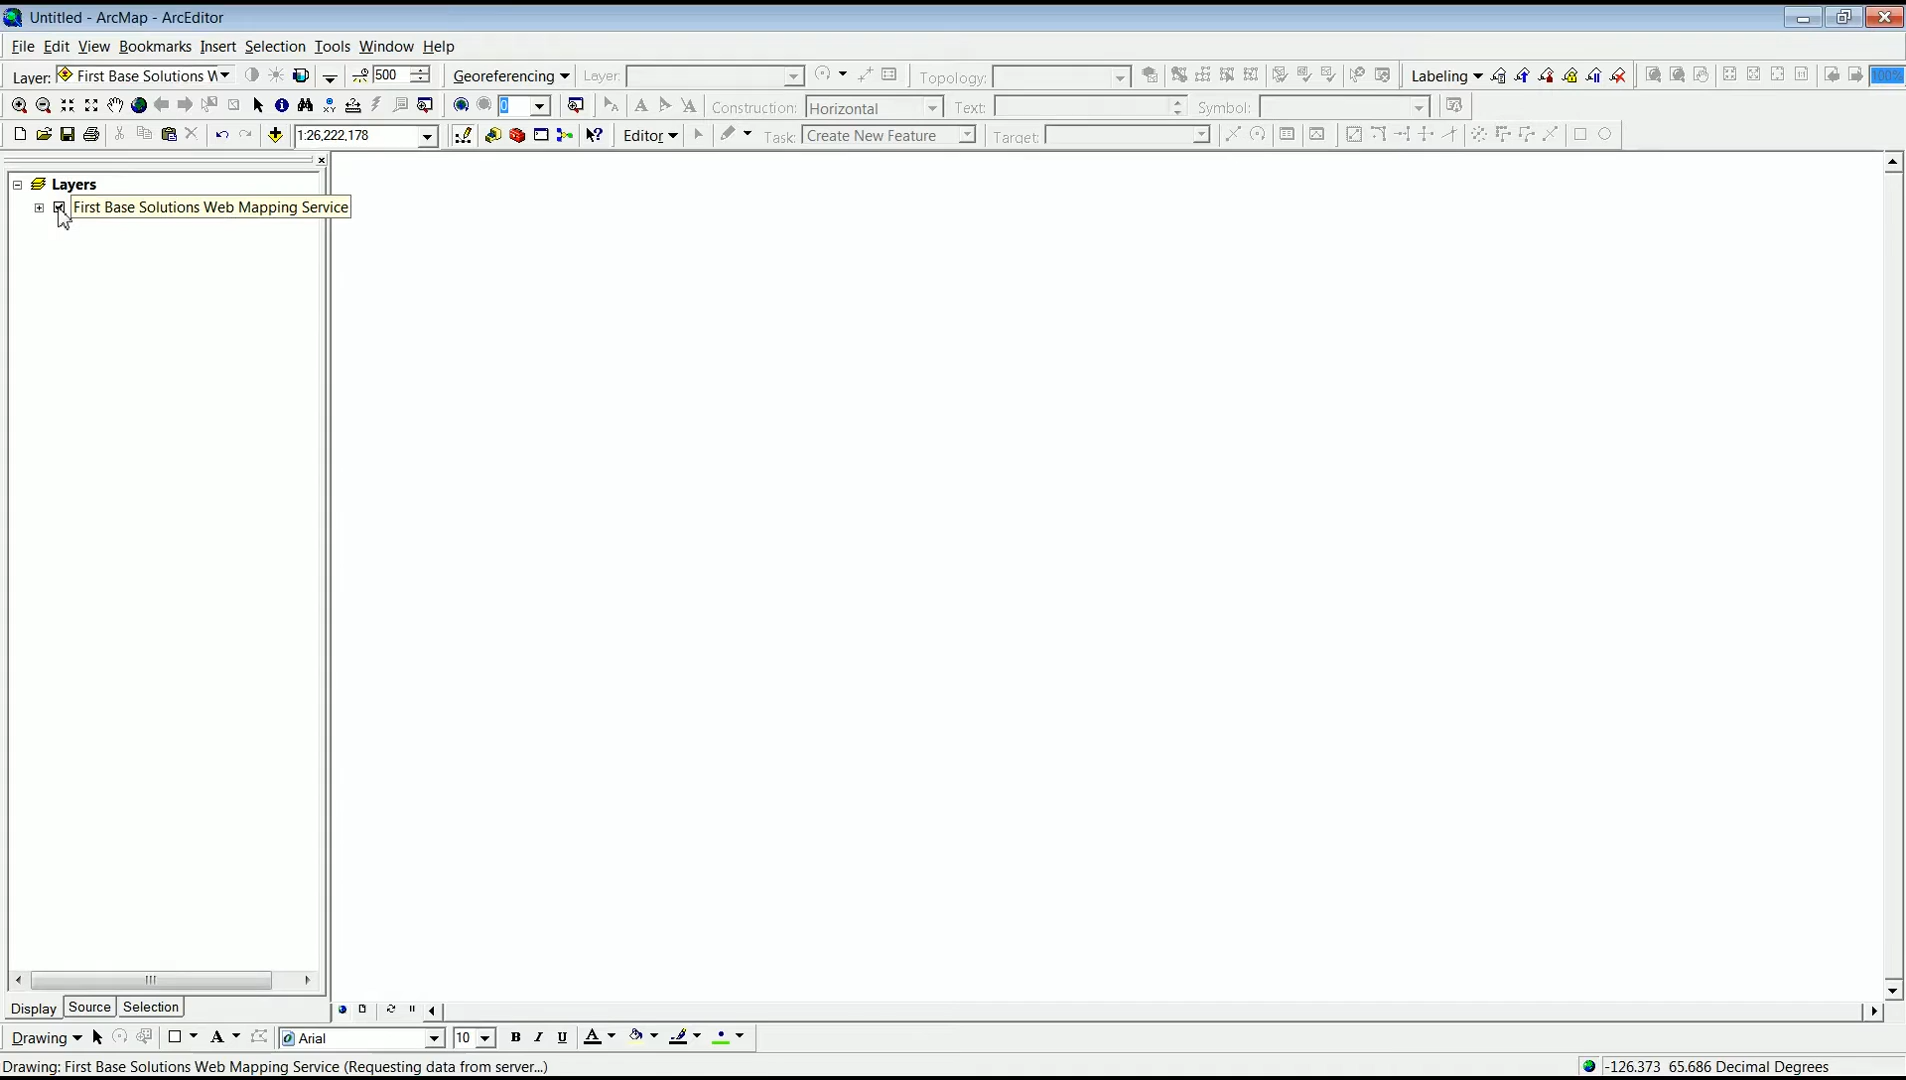 Untitled - ArcMap - ArcEditor
File Edit View Bookmarks Insert Selection Tools Window Help
Layer: First Base Solutions W 500 Georeferencing Layer: Topology: Labeling 100%
0 Construction: Horizontal Text: Symbol:
1:26,222,178 Editor Task: Create New Feature Target:
Layers
First Base Solutions Web Mapping Service
Display Source Selection
Drawing A Arial 10 B I U A
Drawing: First Base Solutions Web Mapping Service (Requesting data from server...) -126.373 65.686 Decimal Degrees